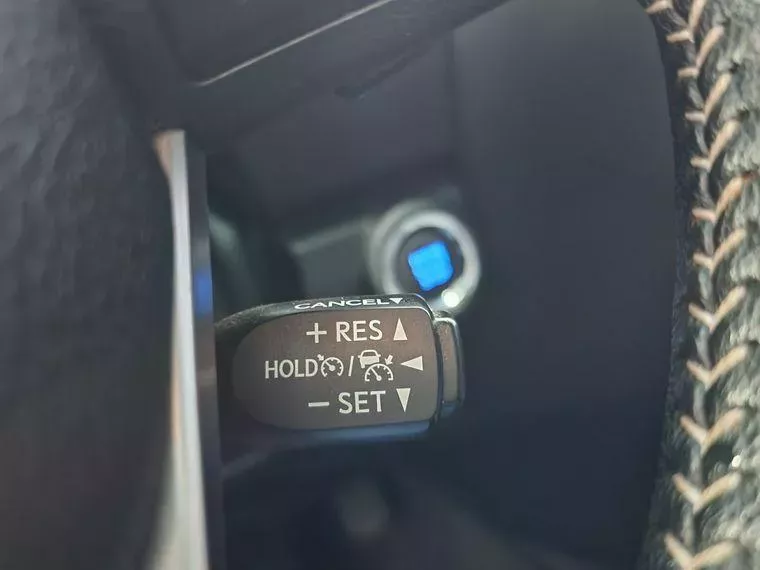 CANCEL▼
+ RES ▲
HOLD / ◀
− SET ▼